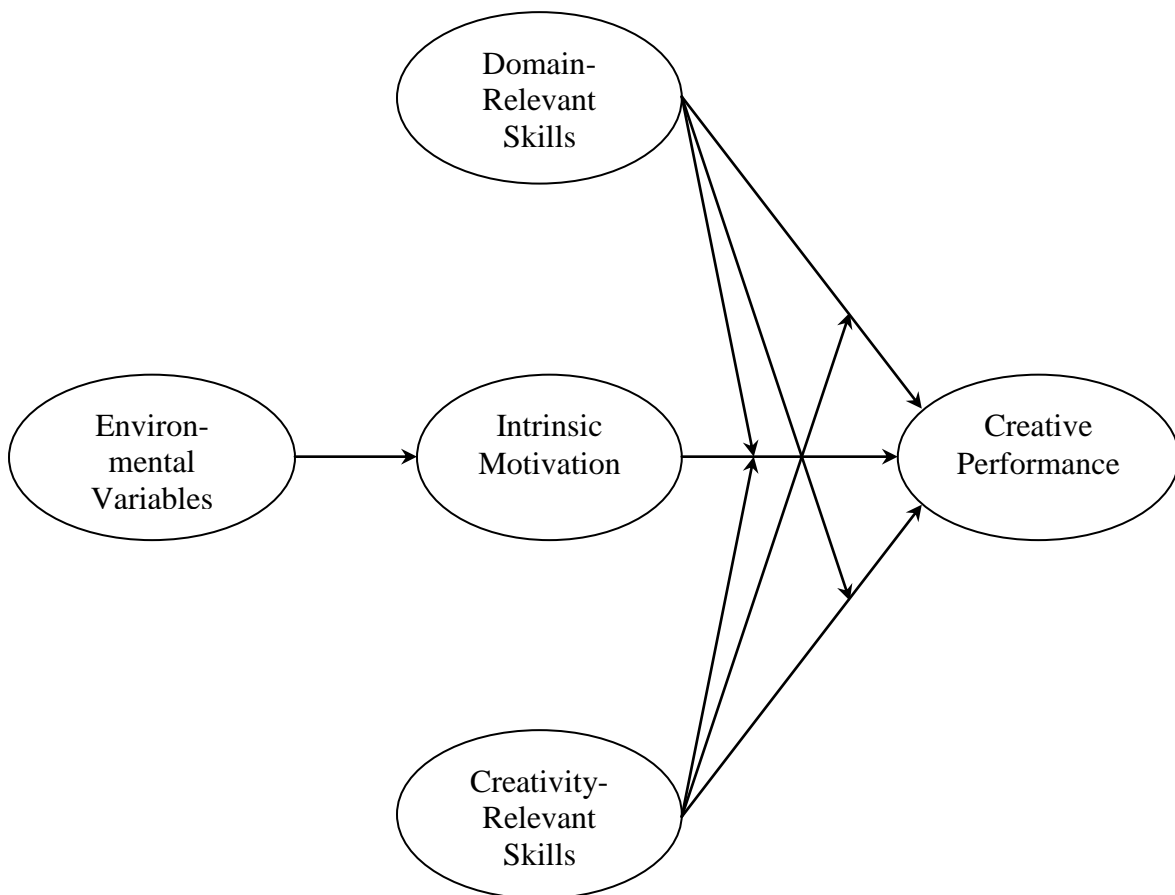 Domain-
Relevant
Skills
Environ-
mental
Variables
Intrinsic
Motivation
Creative
Performance
Creativity-
Relevant
Skills